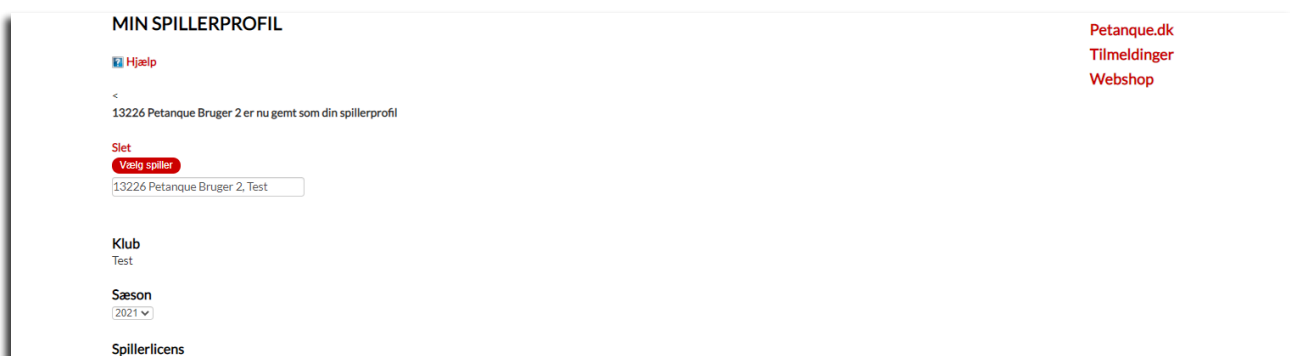 MIN SPILLERPROFIL
Hjælp
<
13226 Petanque Bruger 2 er nu gemt som din spillerprofil
Slet
Vælg spiller
13226 Petanque Bruger 2, Test
Klub
Test
Sæson
2021
Spillerlicens
Petanque.dk
Tilmeldinger
Webshop